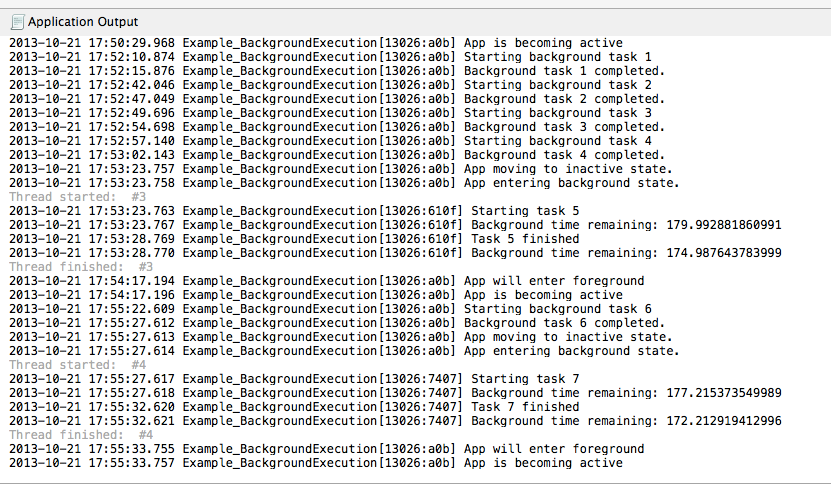 Application Output
2013-10-21 17:50:29.968 Example_BackgroundExecution[13026:a0b] App is becoming active
2013-10-21 17:52:10.874 Example_BackgroundExecution[13026:a0b] Starting background task 1
2013-10-21 17:52:15.876 Example_BackgroundExecution[13026:a0b] Background task 1 completed.
2013-10-21 17:52:42.046 Example_BackgroundExecution[13026:a0b] Starting background task 2
2013-10-21 17:52:47.049 Example_BackgroundExecution[13026:a0b] Background task 2 completed.
2013-10-21 17:52:49.696 Example_BackgroundExecution[13026:a0b] Starting background task 3
2013-10-21 17:52:54.698 Example_BackgroundExecution[13026:a0b] Background task 3 completed.
2013-10-21 17:52:57.140 Example_BackgroundExecution[13026:a0b] Starting background task 4
2013-10-21 17:53:02.143 Example_BackgroundExecution[13026:a0b] Background task 4 completed.
2013-10-21 17:53:23.757 Example_BackgroundExecution[13026:a0b] App moving to inactive state.
2013-10-21 17:53:23.758 Example_BackgroundExecution[13026:a0b] App entering background state.
Thread started:  #3
2013-10-21 17:53:23.763 Example_BackgroundExecution[13026:610f] Starting task 5
2013-10-21 17:53:23.767 Example_BackgroundExecution[13026:610f] Background time remaining: 179.992881860991
2013-10-21 17:53:28.769 Example_BackgroundExecution[13026:610f] Task 5 finished
2013-10-21 17:53:28.770 Example_BackgroundExecution[13026:610f] Background time remaining: 174.987643783999
Thread finished:  #3
2013-10-21 17:54:17.194 Example_BackgroundExecution[13026:a0b] App will enter foreground
2013-10-21 17:54:17.196 Example_BackgroundExecution[13026:a0b] App is becoming active
2013-10-21 17:55:22.609 Example_BackgroundExecution[13026:a0b] Starting background task 6
2013-10-21 17:55:27.612 Example_BackgroundExecution[13026:a0b] Background task 6 completed.
2013-10-21 17:55:27.613 Example_BackgroundExecution[13026:a0b] App moving to inactive state.
2013-10-21 17:55:27.614 Example_BackgroundExecution[13026:a0b] App entering background state.
Thread started:  #4
2013-10-21 17:55:27.617 Example_BackgroundExecution[13026:7407] Starting task 7
2013-10-21 17:55:27.618 Example_BackgroundExecution[13026:7407] Background time remaining: 177.215373549989
2013-10-21 17:55:32.620 Example_BackgroundExecution[13026:7407] Task 7 finished
2013-10-21 17:55:32.621 Example_BackgroundExecution[13026:7407] Background time remaining: 172.212919412996
Thread finished:  #4
2013-10-21 17:55:33.755 Example_BackgroundExecution[13026:a0b] App will enter foreground
2013-10-21 17:55:33.757 Example_BackgroundExecution[13026:a0b] App is becoming active